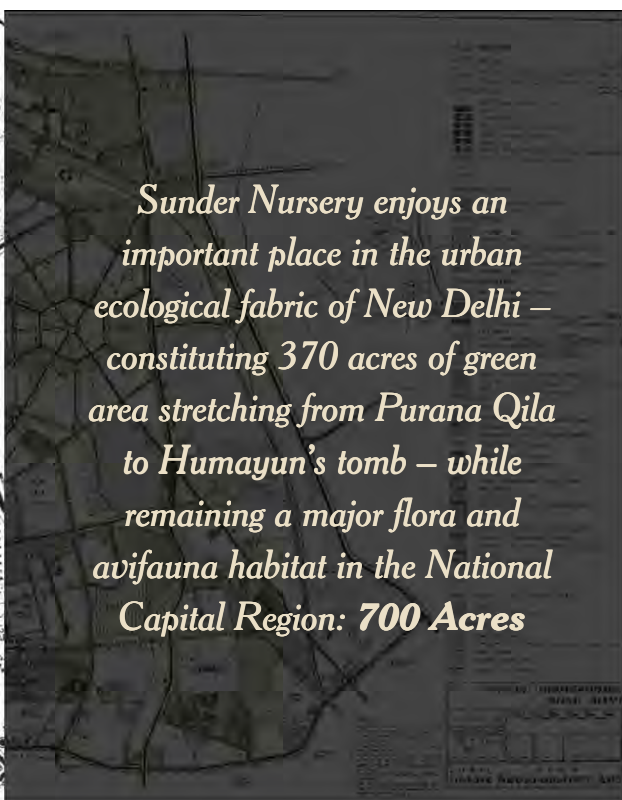 Sunder Nursery enjoys an
important place in the urban
ecological fabric of New Delhi –
constituting 370 acres of green
area stretching from Purana Qila
to Humayun’s tomb – while
remaining a major flora and
avifauna habitat in the National
Capital Region: 700 Acres